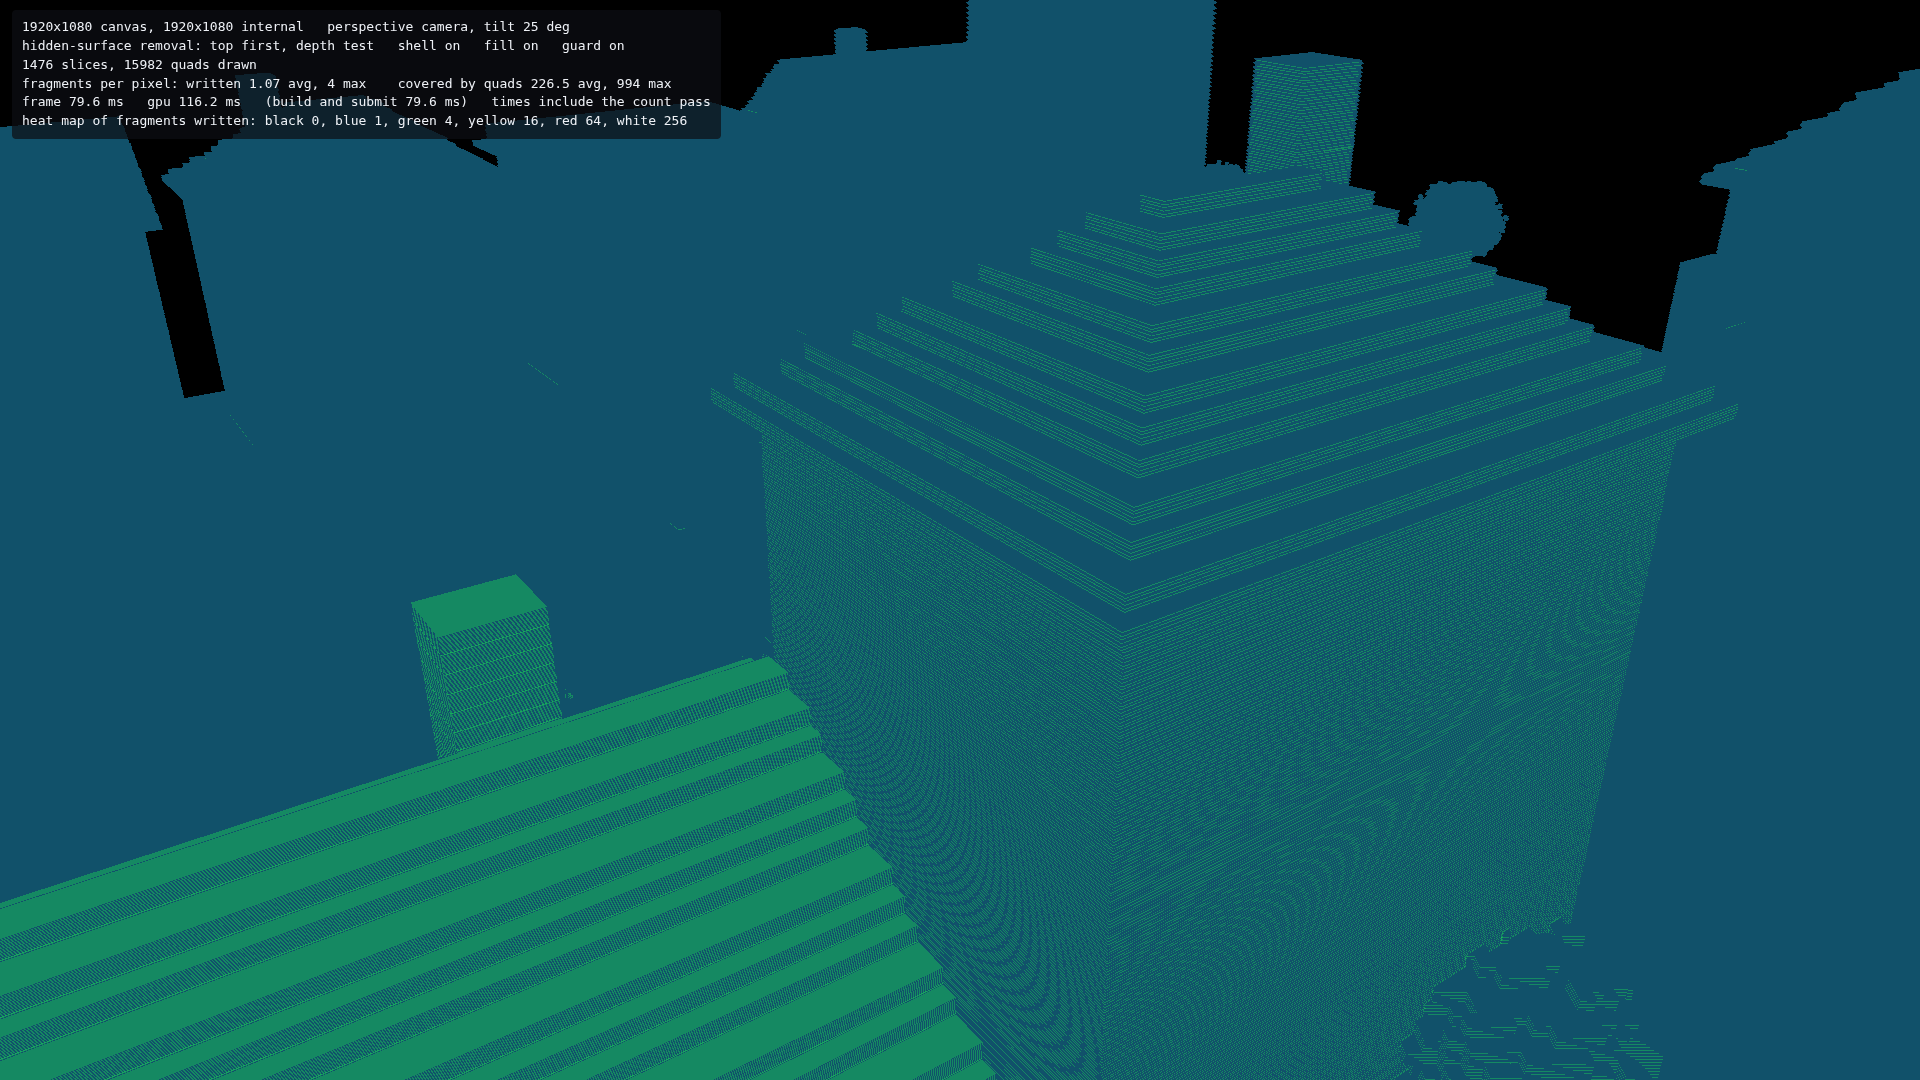 1920x1080 canvas, 1920x1080 internal   perspective camera, tilt 25 deg
hidden-surface removal: top first, depth test   shell on   fill on   guard on
1476 slices, 15982 quads drawn
fragments per pixel: written 1.07 avg, 4 max    covered by quads 226.5 avg, 994 max
frame 79.6 ms   gpu 116.2 ms   (build and submit 79.6 ms)   times include the count pass
heat map of fragments written: black 0, blue 1, green 4, yellow 16, red 64, white 256